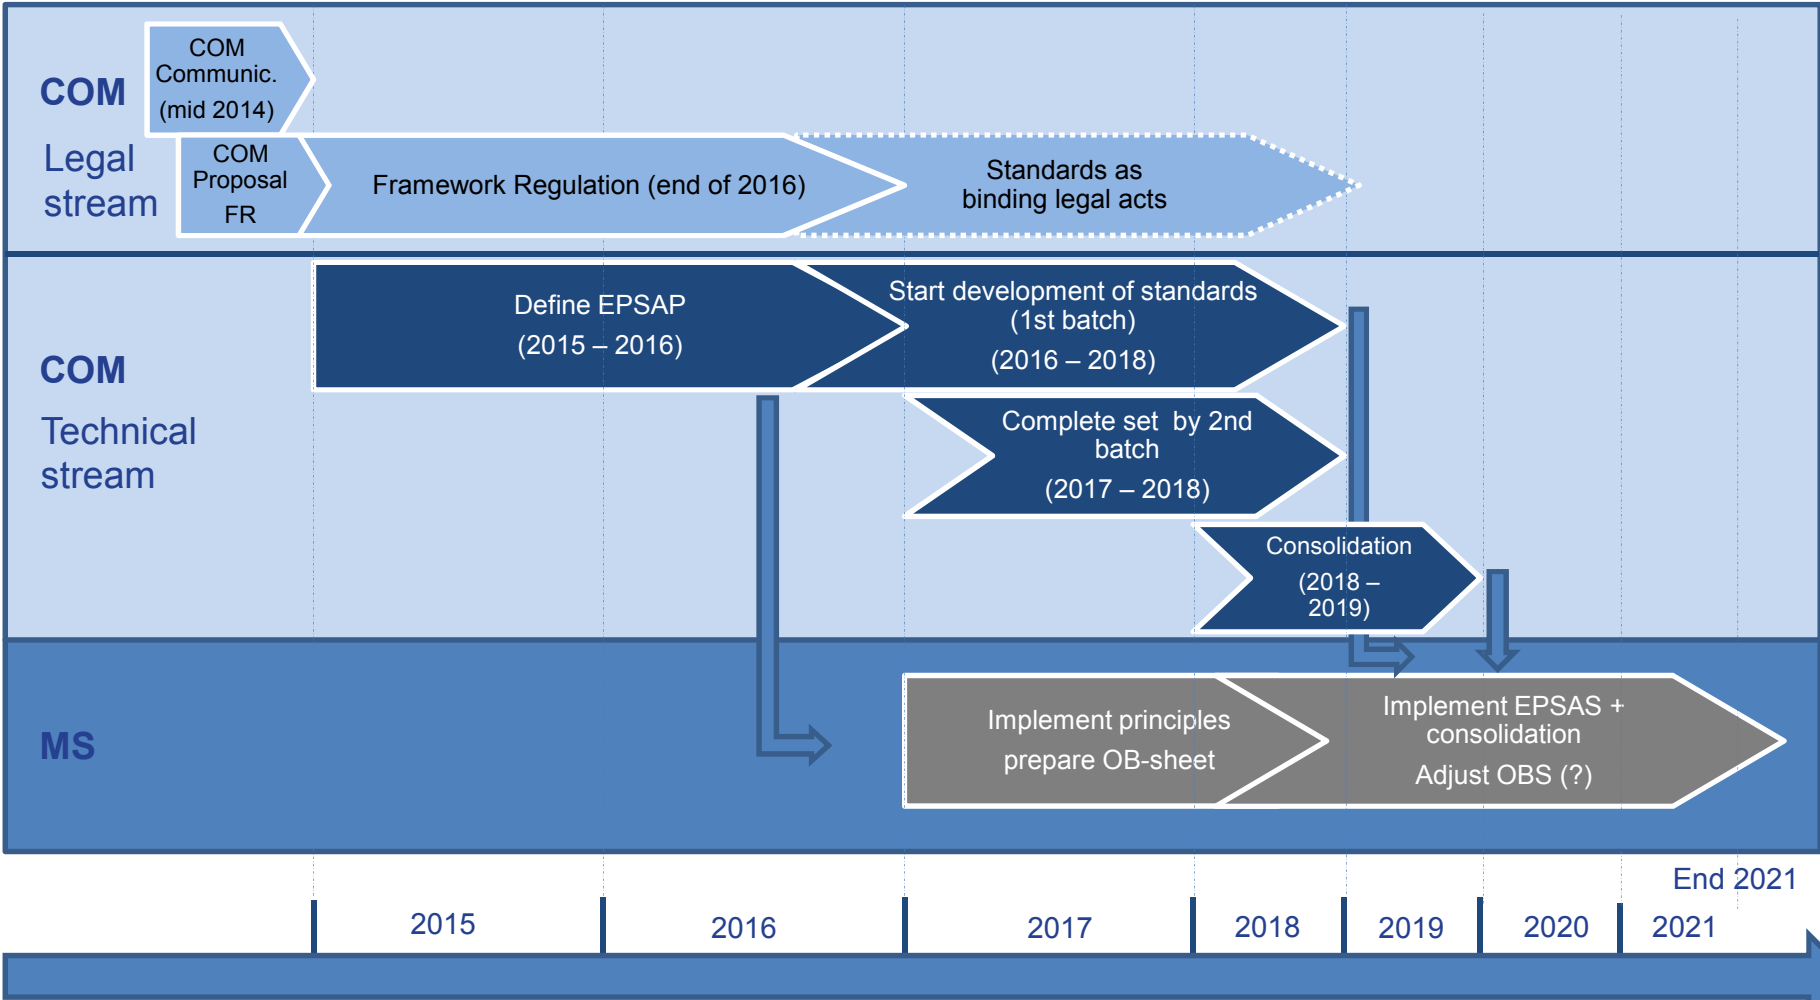 COM
Legal
stream
COM
Communic.
(mid 2014)
COM
Proposal
FR
Framework Regulation (end of 2016)
Standards as
binding legal acts
COM
Technical
stream
Define EPSAP
(2015 – 2016)
Start development of standards
(1st batch)
(2016 – 2018)
Complete set by 2nd
batch
(2017 – 2018)
Consolidation
(2018 –
2019)
MS
Implement principles
prepare OB-sheet
Implement EPSAS +
consolidation
Adjust OBS (?)
End 2021
2015
2016
2017
2018
2019
2020
2021